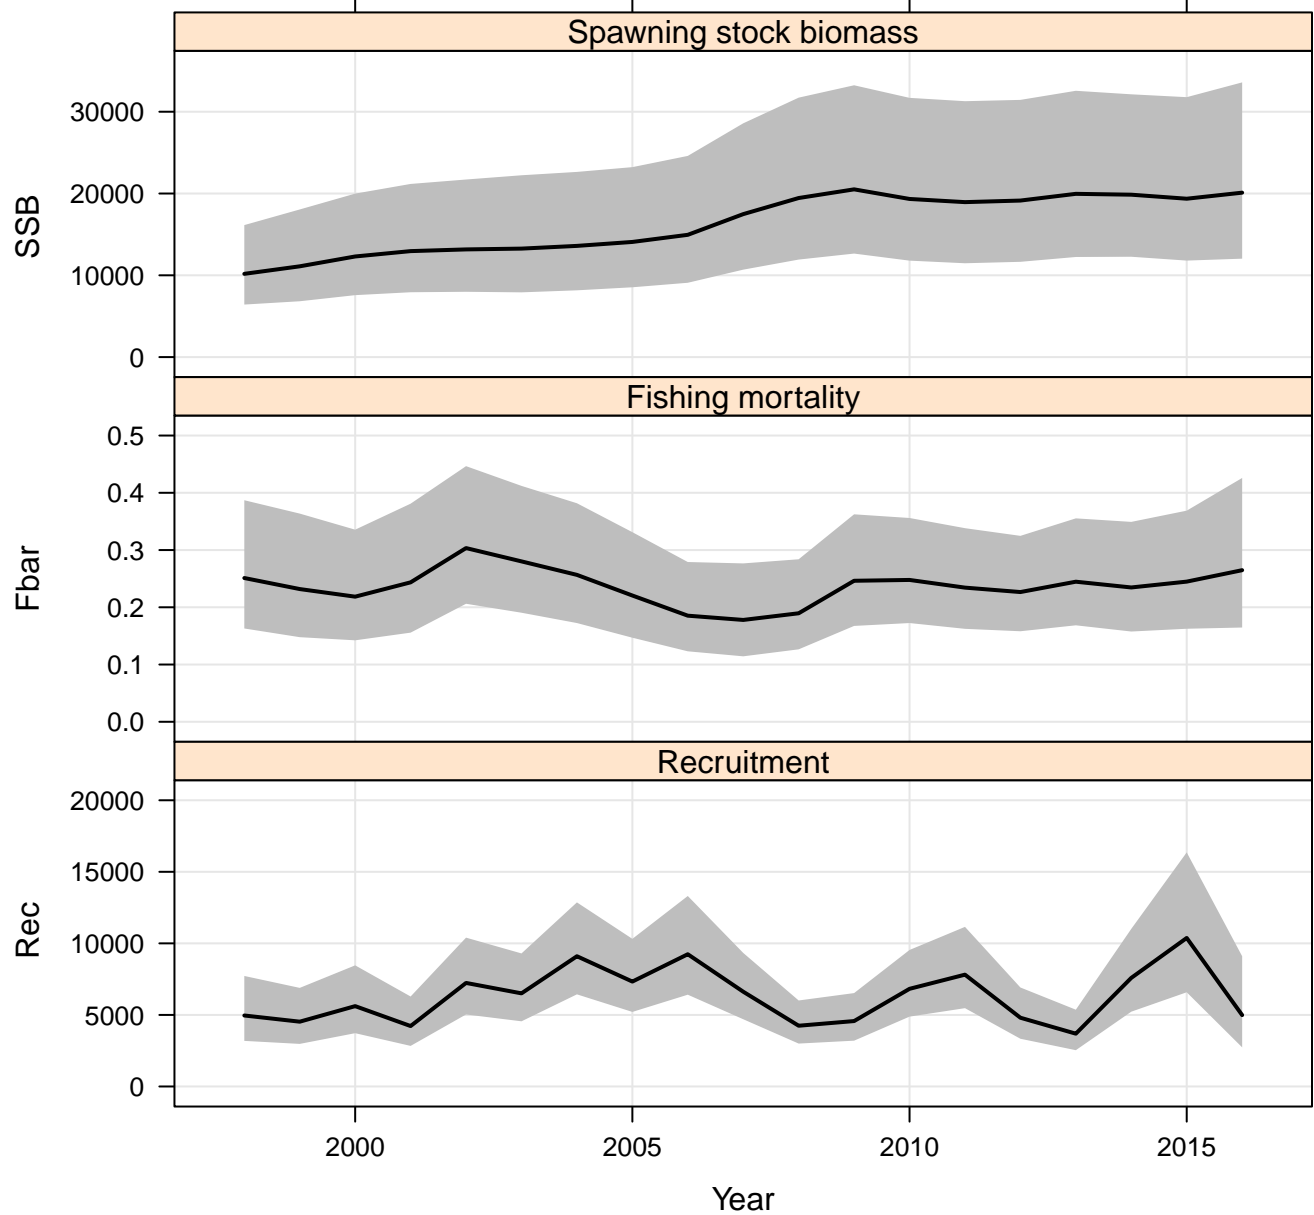 Spawning stock biomass
SSB
30000
20000
10000
0
Fishing mortality
Fbar
0.5
0.4
0.3
0.2
0.1
0.0
Recruitment
Rec
20000
15000
10000
5000
0
2000 2005 2010 2015
Year